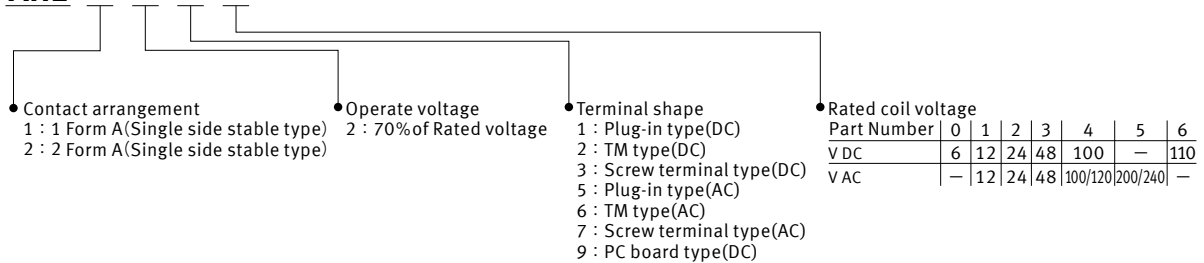 Contact arrangement
1 : 1 Form A(Single side stable type)
2 : 2 Form A(Single side stable type)
Operate voltage
2 : 70%of Rated voltage
Terminal shape
1 : Plug-in type(DC)
2 : TM type(DC)
3 : Screw terminal type(DC)
5 : Plug-in type(AC)
6 : TM type(AC)
7 : Screw terminal type(AC)
9 : PC board type(DC)
Rated coil voltage
Part Number 0 1 2 3 4 5 6
V DC 6 12 24 48 100 — 110
V AC — 12 24 48 100/120 200/240 —